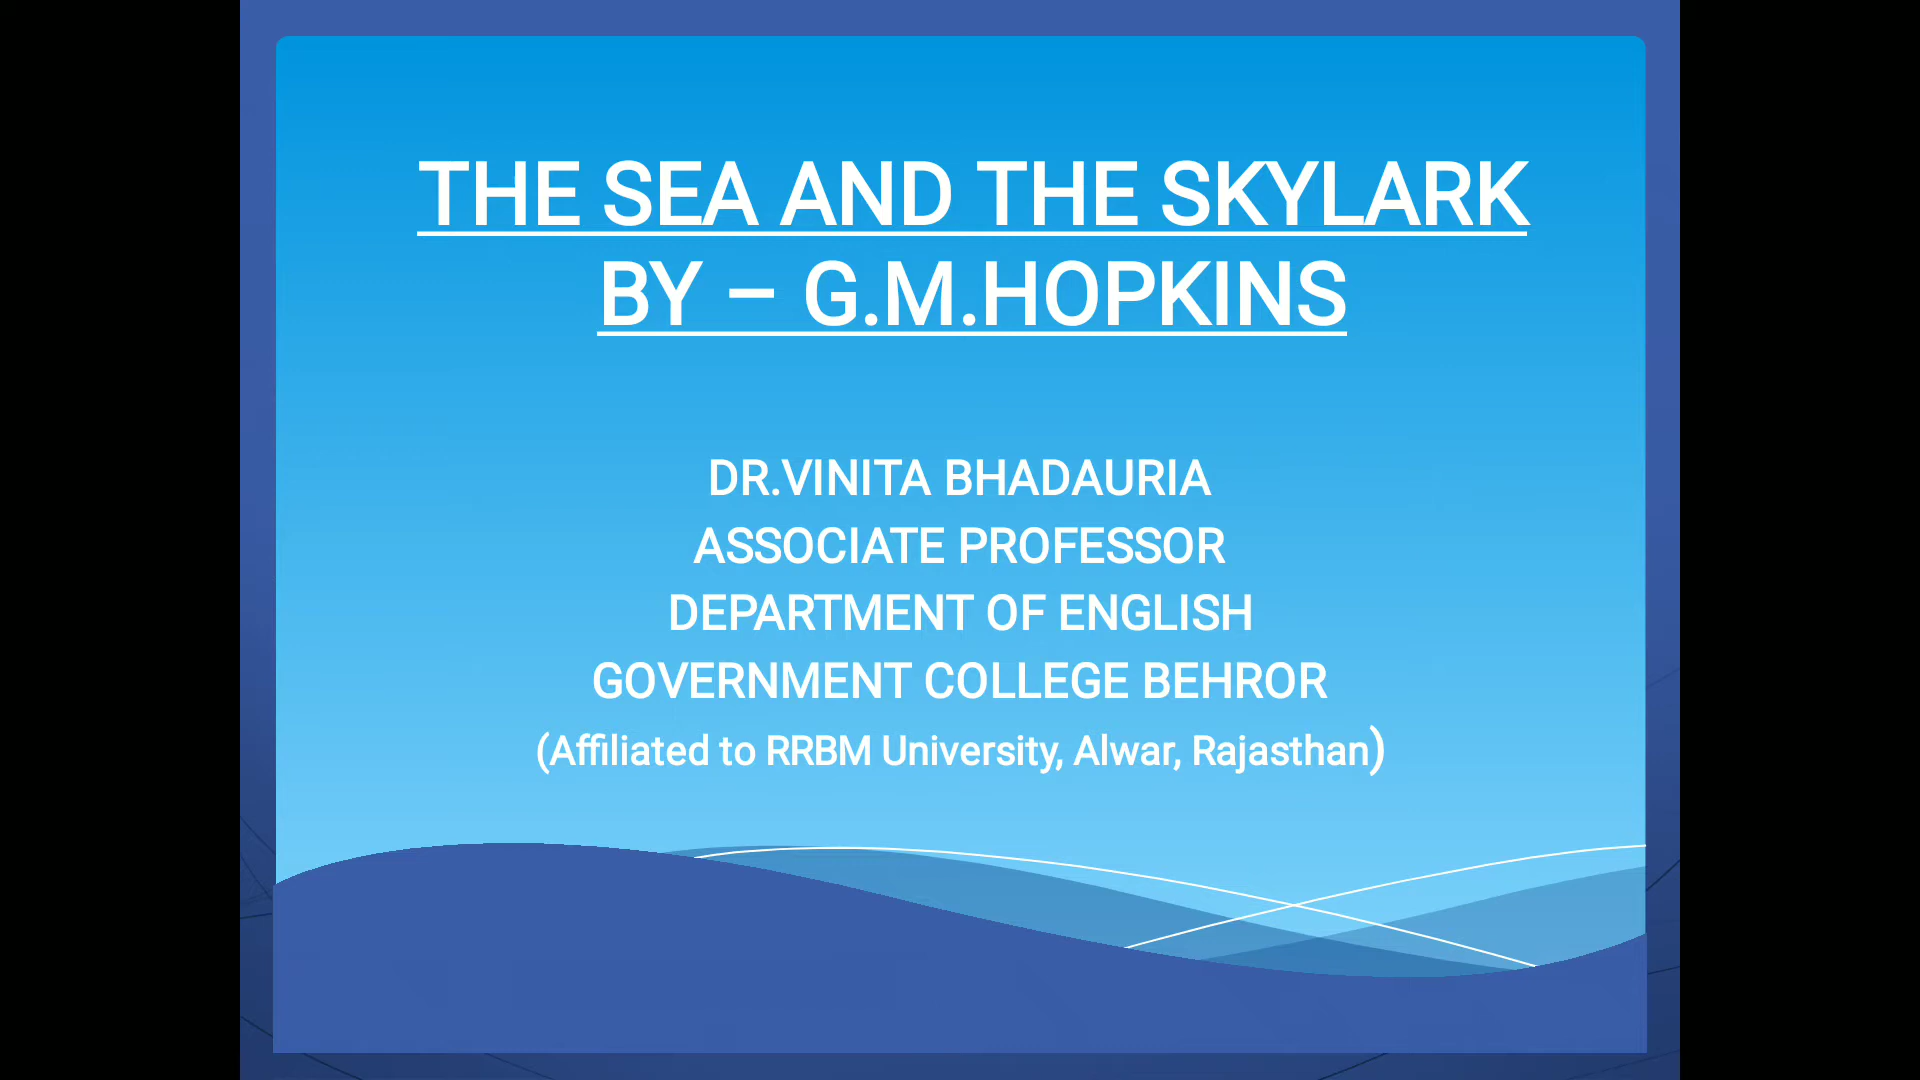 THE SEA AND THE SKYLARK
BY – G.M.HOPKINS
DR.VINITA BHADAURIA
ASSOCIATE PROFESSOR
DEPARTMENT OF ENGLISH
GOVERNMENT COLLEGE BEHROR
(Affiliated to RRBM University, Alwar, Rajasthan)